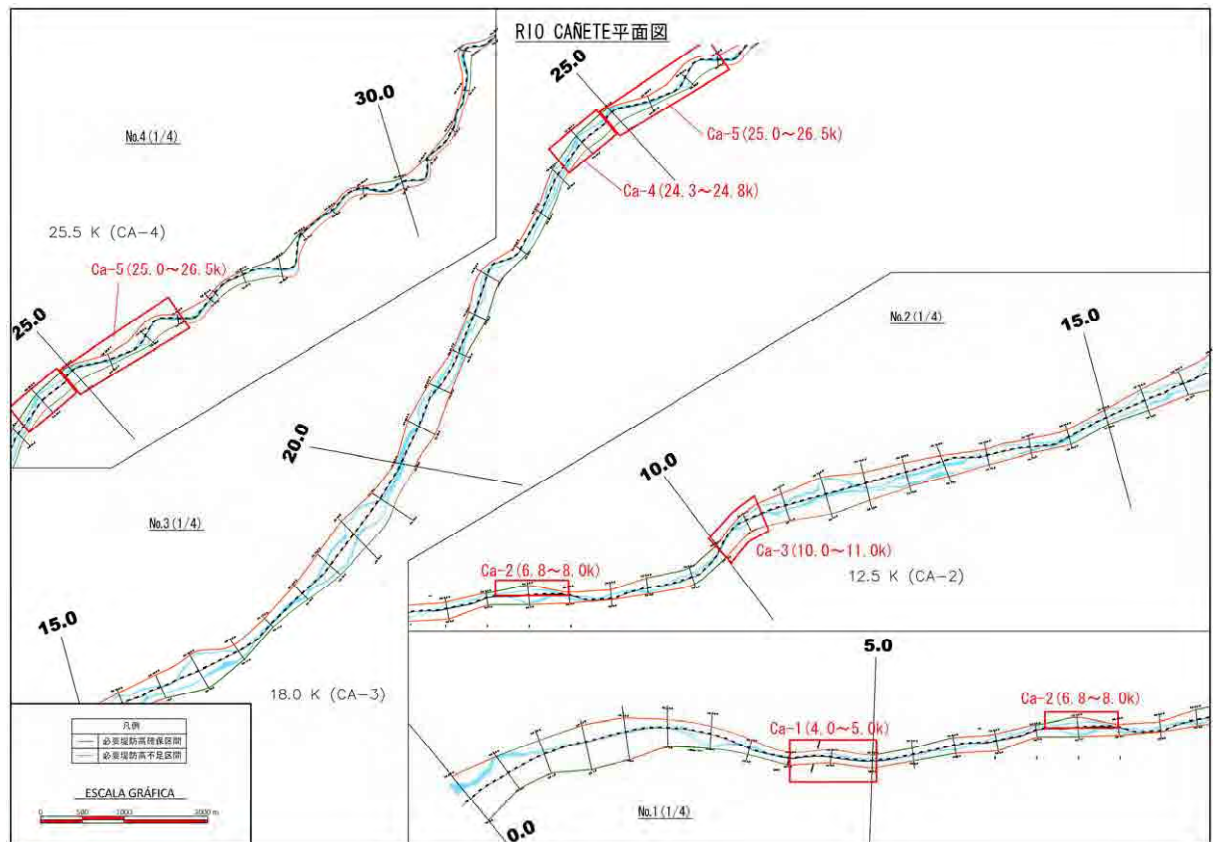 RIO CAÑETE平面図
25.0
30.0
No.4(1/4)
Ca-5(25.0～26.5k)
Ca-4(24.3～24.8k)
25.5 K (CA-4)
Ca-5(25.0～26.5k)
25.0
No.2(1/4)
15.0
20.0
10.0
No.3(1/4)
Ca-3(10.0～11.0k)
Ca-2(6.8～8.0k)
12.5 K (CA-2)
15.0
5.0
18.0 K (CA-3)
Ca-2(6.8～8.0k)
Ca-1(4.0～5.0k)
凡例
必要堤防高確保区間
必要堤防高不足区間
ESCALA GRÁFICA
0 500 1000 2000 m
No.1(1/4)
0.0